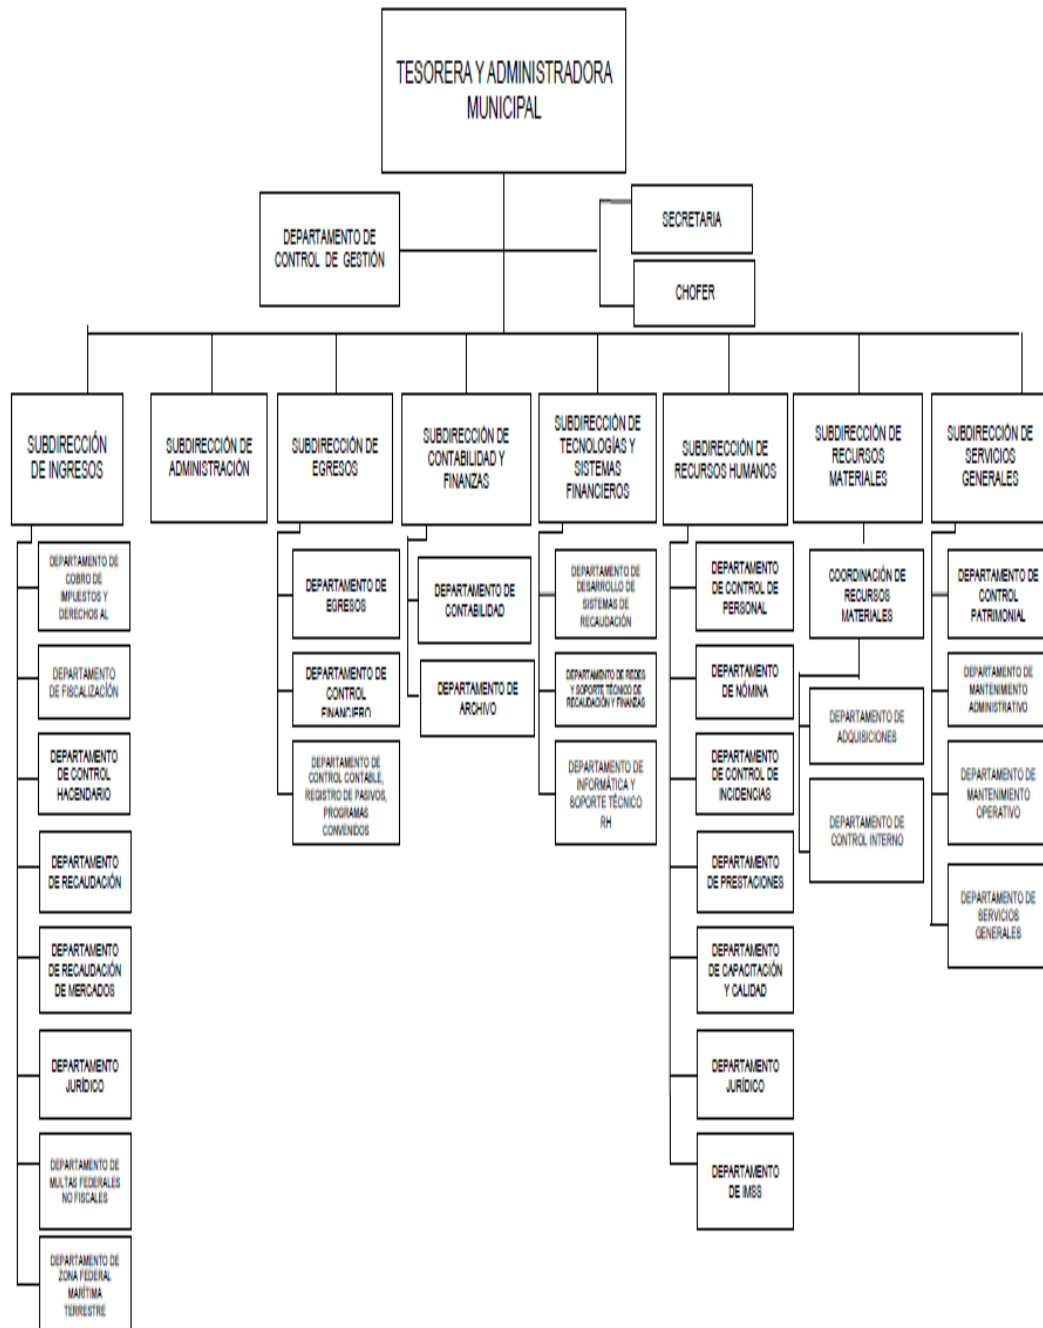 TESORERA Y ADMINISTRADORA
MUNICIPAL
DEPARTAMENTO DE
CONTROL DE GESTIÓN
SECRETARIA
CHOFER
SUBDIRECCIÓN
DE INGRESOS
SUBDIRECCIÓN DE
ADMINISTRACIÓN
SUBDIRECCIÓN DE
EGRESOS
SUBDIRECCIÓN DE
CONTABILIDAD Y
FINANZAS
SUBDIRECCIÓN DE
TECNOLOGÍAS Y
SISTEMAS
FINANCIEROS
SUBDIRECCIÓN DE
RECURSOS HUMANOS
SUBDIRECCIÓN DE
RECURSOS
MATERIALES
SUBDIRECCIÓN DE
SERVICIOS
GENERALES
DEPARTAMENTO DE
COBRO DE
IMPUESTOS Y
DERECHOS AL
DEPARTAMENTO
DE FISCALIZACIÓN
DEPARTAMENTO
DE CONTROL
HACENDARIO
DEPARTAMENTO
DE RECAUDACIÓN
DEPARTAMENTO
DE RECAUDACIÓN
DE MERCADOS
DEPARTAMENTO
JURÍDICO
DEPARTAMENTO DE
MULTAS FEDERALES
NO FISCALES
DEPARTAMENTO DE
ZONA FEDERAL
MARÍTIMA
TERRESTRE
DEPARTAMENTO DE
EGRESOS
DEPARTAMENTO DE
CONTROL
FINANCIERO
DEPARTAMENTO DE
CONTROL CONTABLE,
REGISTRO DE PASIVOS,
PROGRAMAS
CONVENIDOS
DEPARTAMENTO DE
CONTABILIDAD
DEPARTAMENTO DE
ARCHIVO
DEPARTAMENTO DE
DESARROLLO DE
SISTEMAS DE
RECAUDACIÓN
DEPARTAMENTO DE REDES
Y SOPORTE TÉCNICO DE
RECAUDACIÓN Y FINANZAS
DEPARTAMENTO DE
INFORMÁTICA Y
SOPORTE TÉCNICO
RH
DEPARTAMENTO
DE CONTROL DE
PERSONAL
DEPARTAMENTO
DE NÓMINA
DEPARTAMENTO
DE CONTROL DE
INCIDENCIAS
DEPARTAMENTO
DE PRESTACIONES
DEPARTAMENTO
DE CAPACITACIÓN
Y CALIDAD
DEPARTAMENTO
JURÍDICO
DEPARTAMENTO
DE IMSS
COORDINACIÓN DE
RECURSOS
MATERIALES
DEPARTAMENTO DE
ADQUISICIONES
DEPARTAMENTO DE
CONTROL INTERNO
DEPARTAMENTO DE
CONTROL
PATRIMONIAL
DEPARTAMENTO DE
MANTENIMIENTO
ADMINISTRATIVO
DEPARTAMENTO DE
MANTENIMIENTO
OPERATIVO
DEPARTAMENTO DE
SERVICIOS
GENERALES